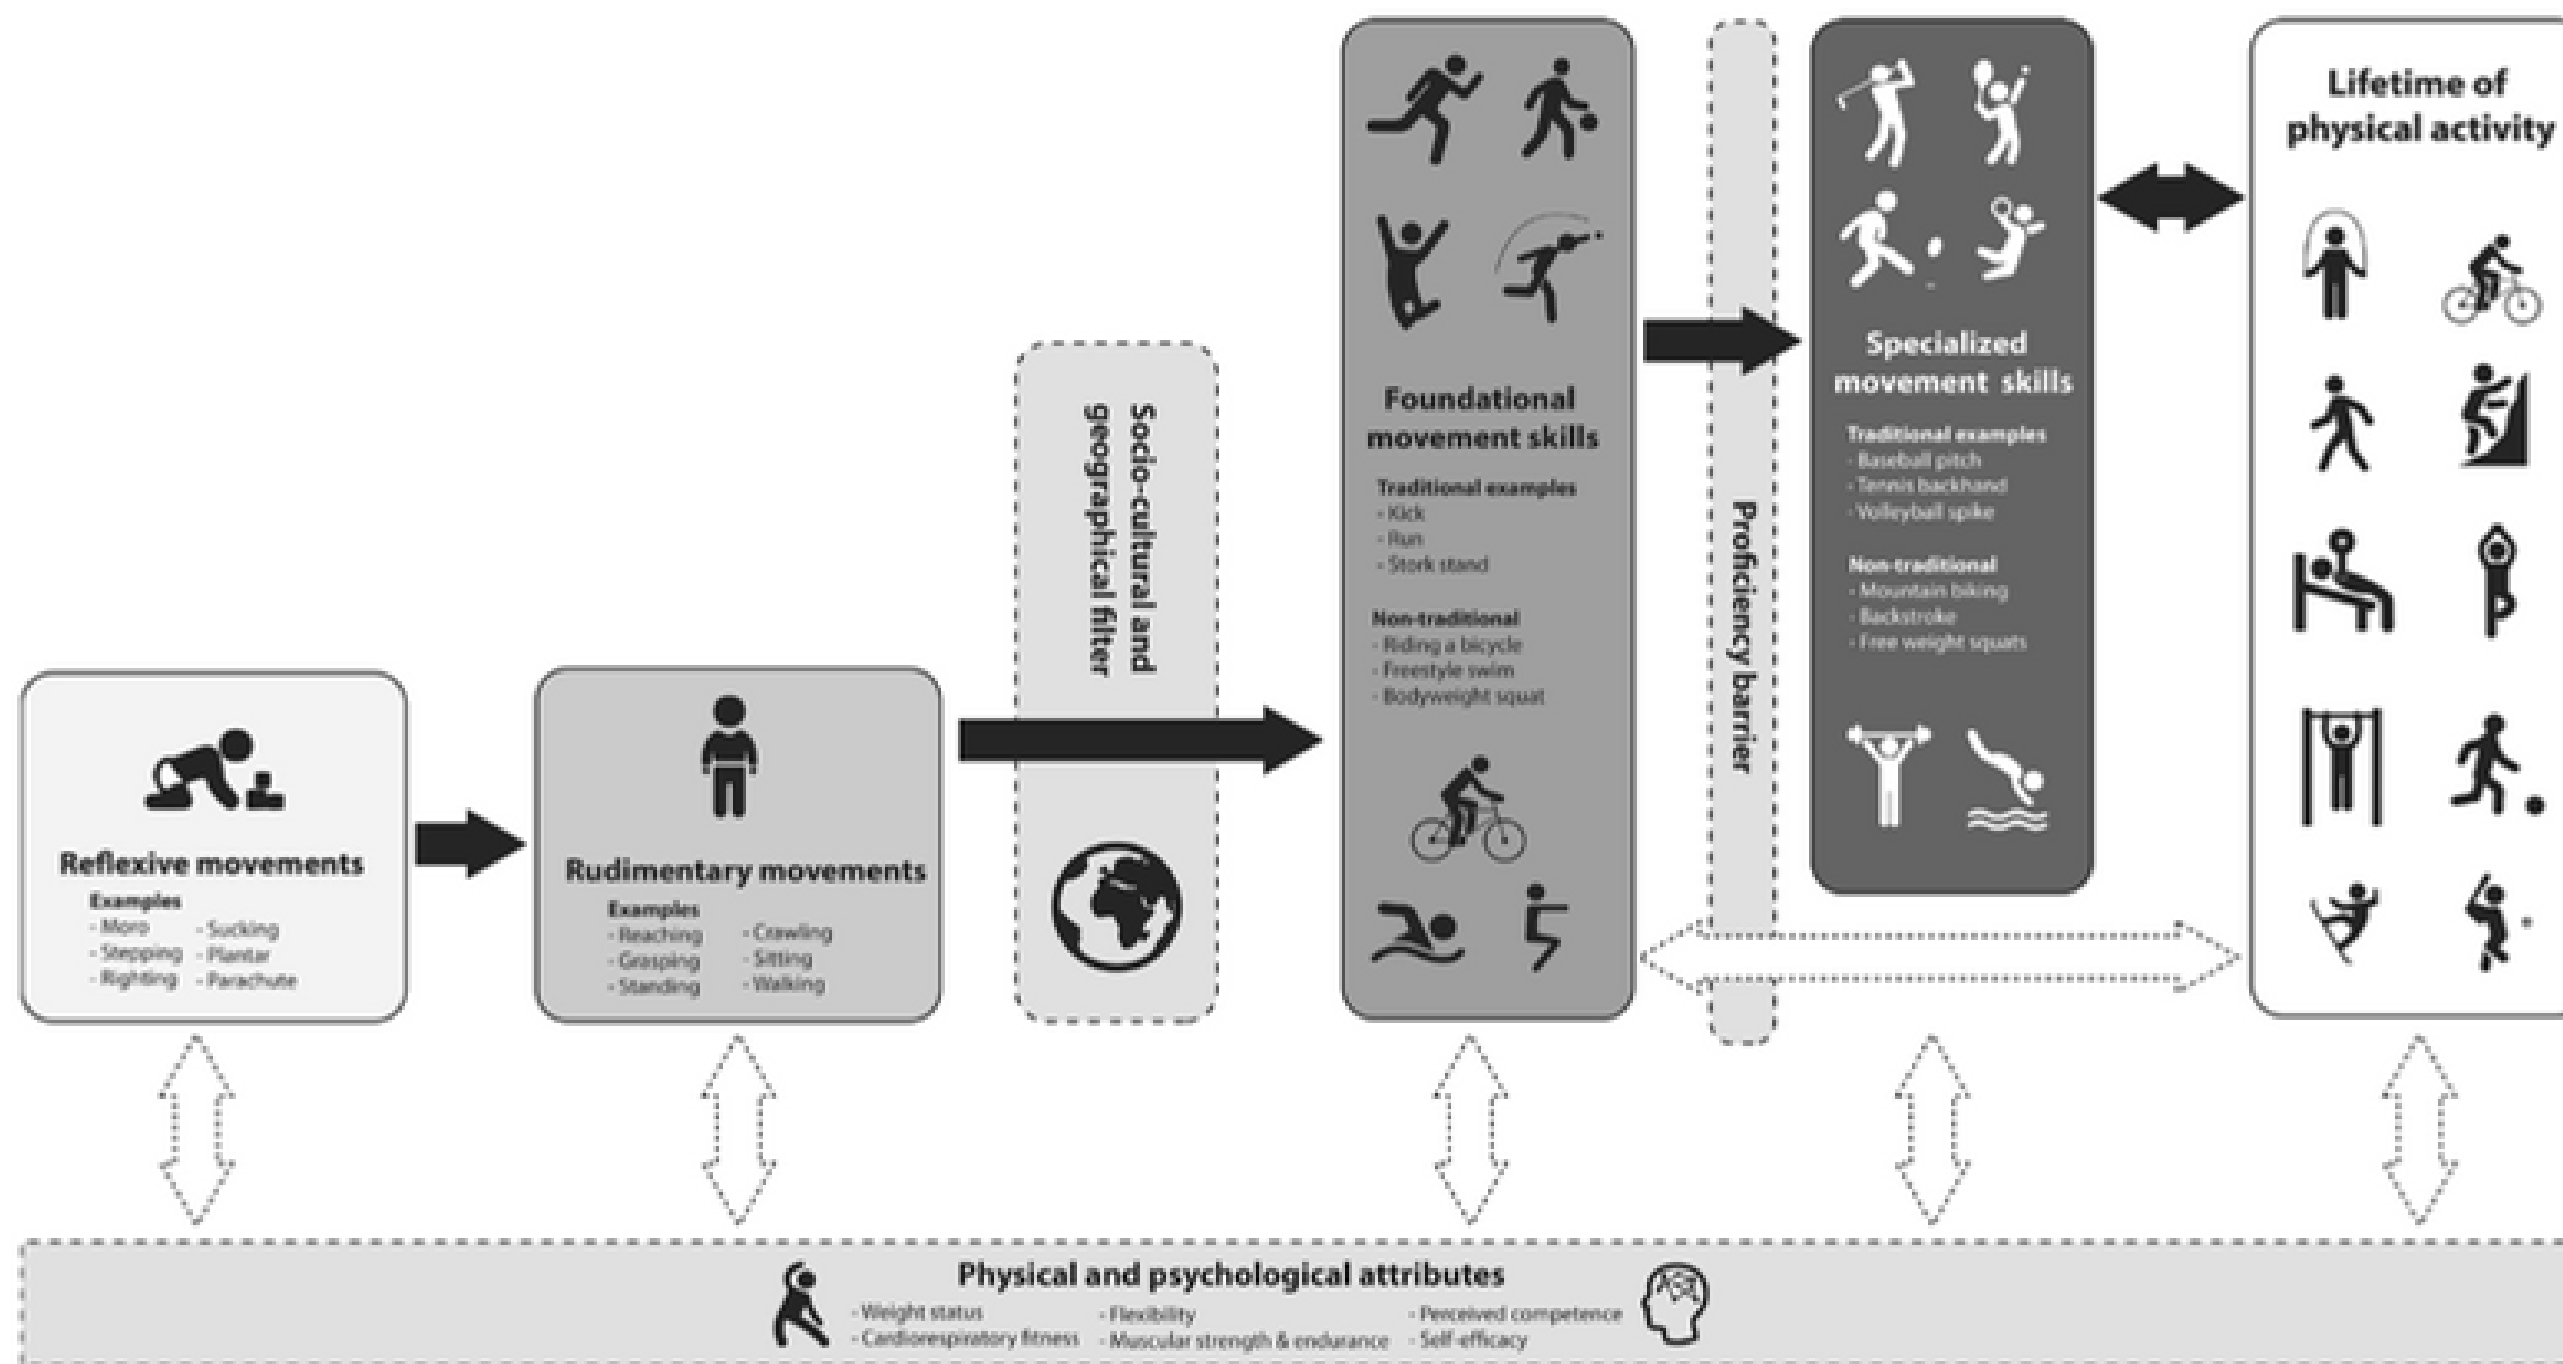 Reflexive movements
Examples
- Moro
- Stepping
- Righting
- Sucking
- Plantar
- Parachute
Rudimentary movements
Examples
- Reaching
- Grasping
- Standing
- Crawling
- Sitting
- Walking
Socio-cultural and
geographical filter
Foundational
movement skills
Traditional examples
- Kick
- Run
- Stork stand
Non-traditional
- Riding a bicycle
- Freestyle swim
- Bodyweight squat
Proficiency barrier
Specialized
movement skills
Traditional examples
- Baseball pitch
- Tennis backhand
- Volleyball spike
Non-traditional
- Mountain biking
- Backstroke
- Free weight squats
Lifetime of
physical activity
Physical and psychological attributes
- Weight status
- Cardiorespiratory fitness
- Flexibility
- Muscular strength & endurance
- Perceived competence
- Self-efficacy